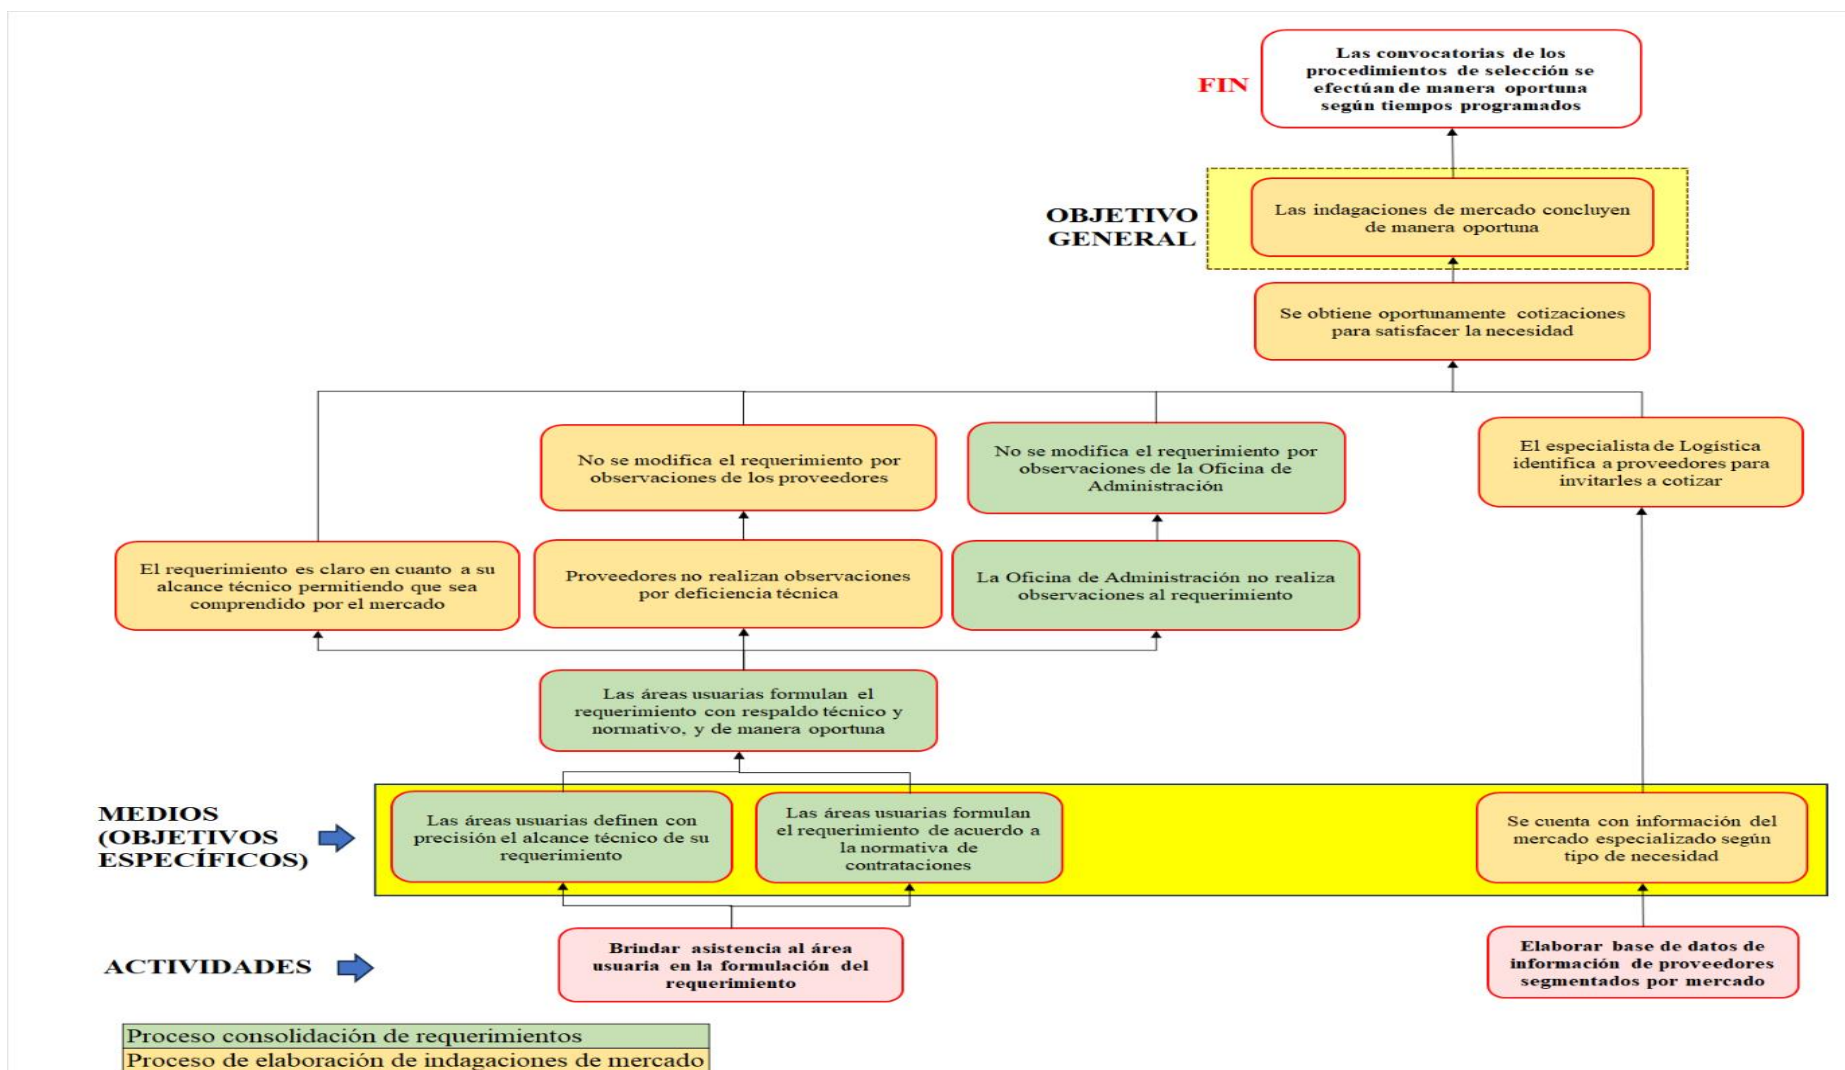 Las convocatorias de los
procedimientos de selección se
efectúan de manera oportuna
según tiempos programados
FIN
Las indagaciones de mercado concluyen
de manera oportuna
OBJETIVO
GENERAL
Se obtiene oportunamente cotizaciones
para satisfacer la necesidad
No se modifica el requerimiento por
observaciones de los proveedores
No se modifica el requerimiento por
observaciones de la Oficina de
Administración
El especialista de Logística
identifica a proveedores para
invitarles a cotizar
El requerimiento es claro en cuanto a su
alcance técnico permitiendo que sea
comprendido por el mercado
Proveedores no realizan observaciones
por deficiencia técnica
La Oficina de Administración no realiza
observaciones al requerimiento
Las áreas usuarias formulan el
requerimiento con respaldo técnico y
normativo, y de manera oportuna
MEDIOS
(OBJETIVOS
ESPECÍFICOS)
Las áreas usuarias definen con
precisión el alcance técnico de su
requerimiento
Las áreas usuarias formulan
el requerimiento de acuerdo a
la normativa de
contrataciones
Se cuenta con información del
mercado especializado según
tipo de necesidad
ACTIVIDADES
Brindar asistencia al área
usuaria en la formulación del
requerimiento
Elaborar base de datos de
información de proveedores
segmentados por mercado
Proceso consolidación de requerimientos
Proceso de elaboración de indagaciones de mercado